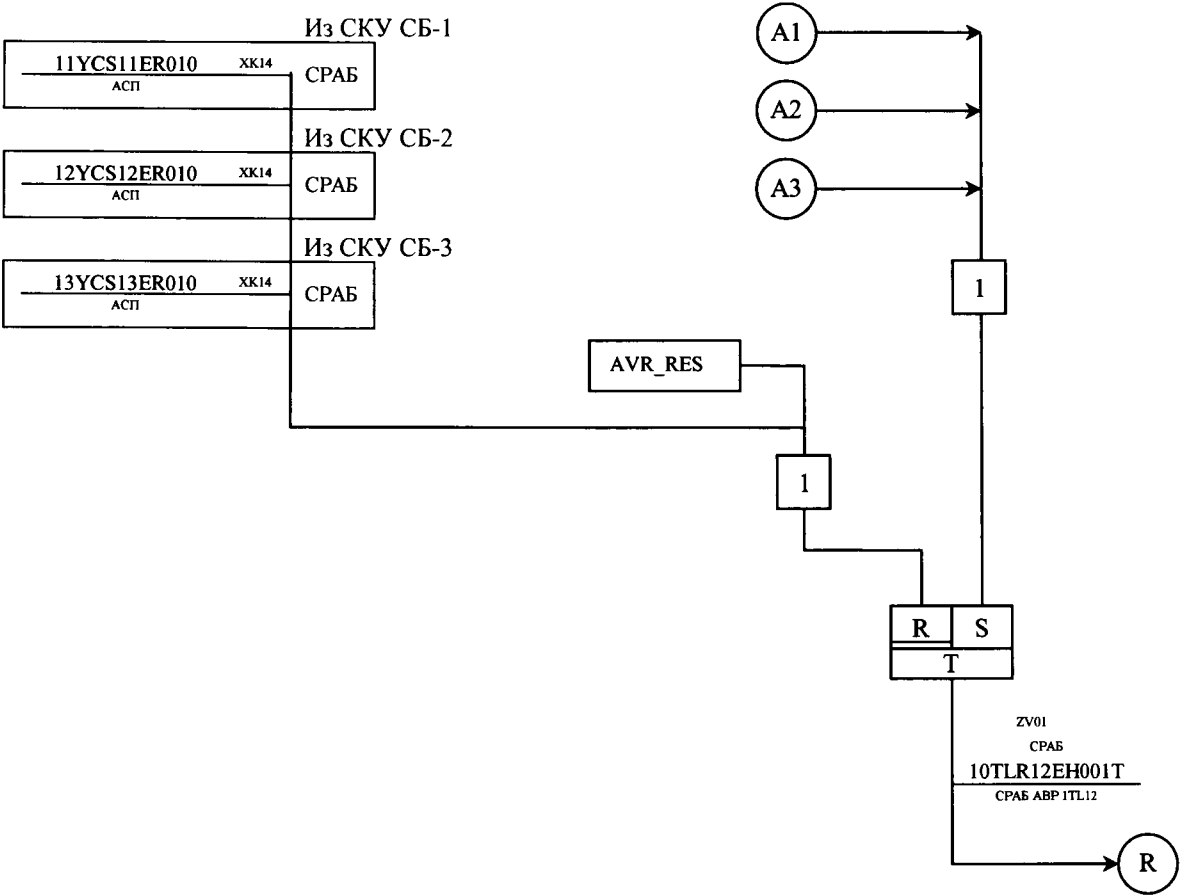 Из СКУ СБ-1
11YCS11ER010 XK14 СРАБ
АСП
Из СКУ СБ-2
12YCS12ER010 XK14 СРАБ
АСП
Из СКУ СБ-3
13YCS13ER010 XK14 СРАБ
АСП
A1
A2
A3
1
AVR_RES
1
R S
T
ZV01
СРАБ
10TLR12EH001T
СРАБ АВР 1TL12
R